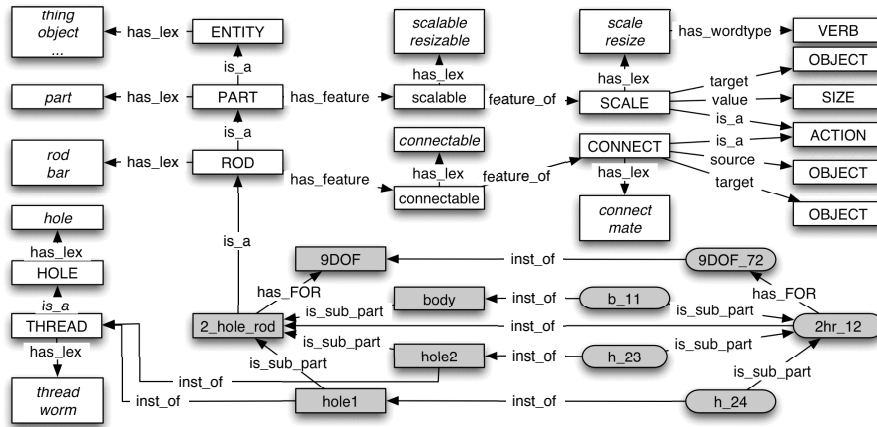 thing
object
...
has_lex
ENTITY
scalable
resizable
scale
resize
has_wordtype
VERB
OBJECT
is_a
has_lex
has_lex
target
part
has_lex
PART
has_feature
scalable
feature_of
SCALE
value
SIZE
is_a
is_a
connectable
CONNECT
is_a
ACTION
rod
bar
has_lex
ROD
has_feature
has_lex
feature_of
has_lex
source
OBJECT
connectable
target
hole
connect
mate
OBJECT
has_lex
is_a
HOLE
9DOF
inst_of
9DOF_72
is_a
has_FOR
has_FOR
body
inst_of
b_11
is_sub_part
is_sub_part
THREAD
2_hole_rod
inst_of
2hr_12
has_lex
is_sub_part
is_sub_part
hole2
inst_of
h_23
is_sub_part
is_sub_part
thread
worm
inst_of
inst_of
hole1
inst_of
h_24